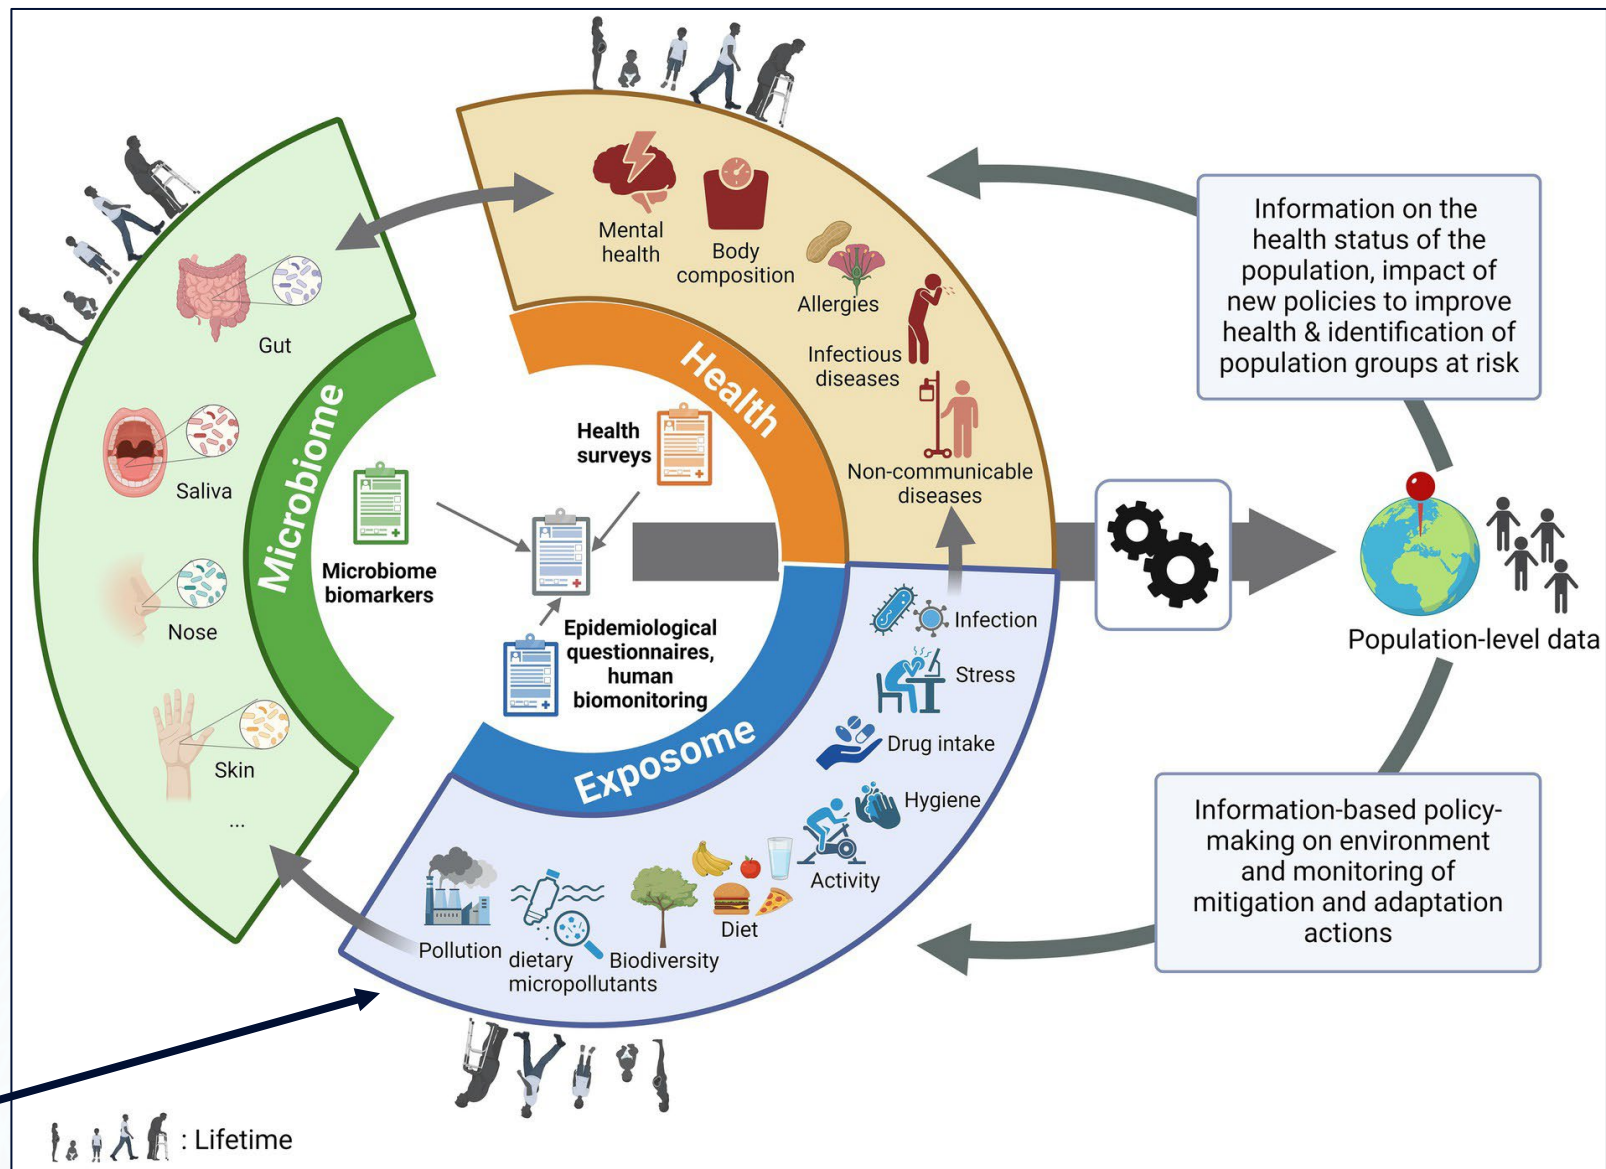 Mental
health
Body
composition
Allergies
Infectious
diseases
Non-communicable
diseases
Health
Health
surveys
Gut
Saliva
Nose
Skin
...
Microbiome
Microbiome
biomarkers
Epidemiological
questionnaires,
human
biomonitoring
Exposome
Infection
Stress
Drug intake
Hygiene
Activity
Diet
Biodiversity
dietary
micropollutants
Pollution
Information on the
health status of the
population, impact of
new policies to improve
health & identification of
population groups at risk
Population-level data
Information-based policy-
making on environment
and monitoring of
mitigation and adaptation
actions
: Lifetime